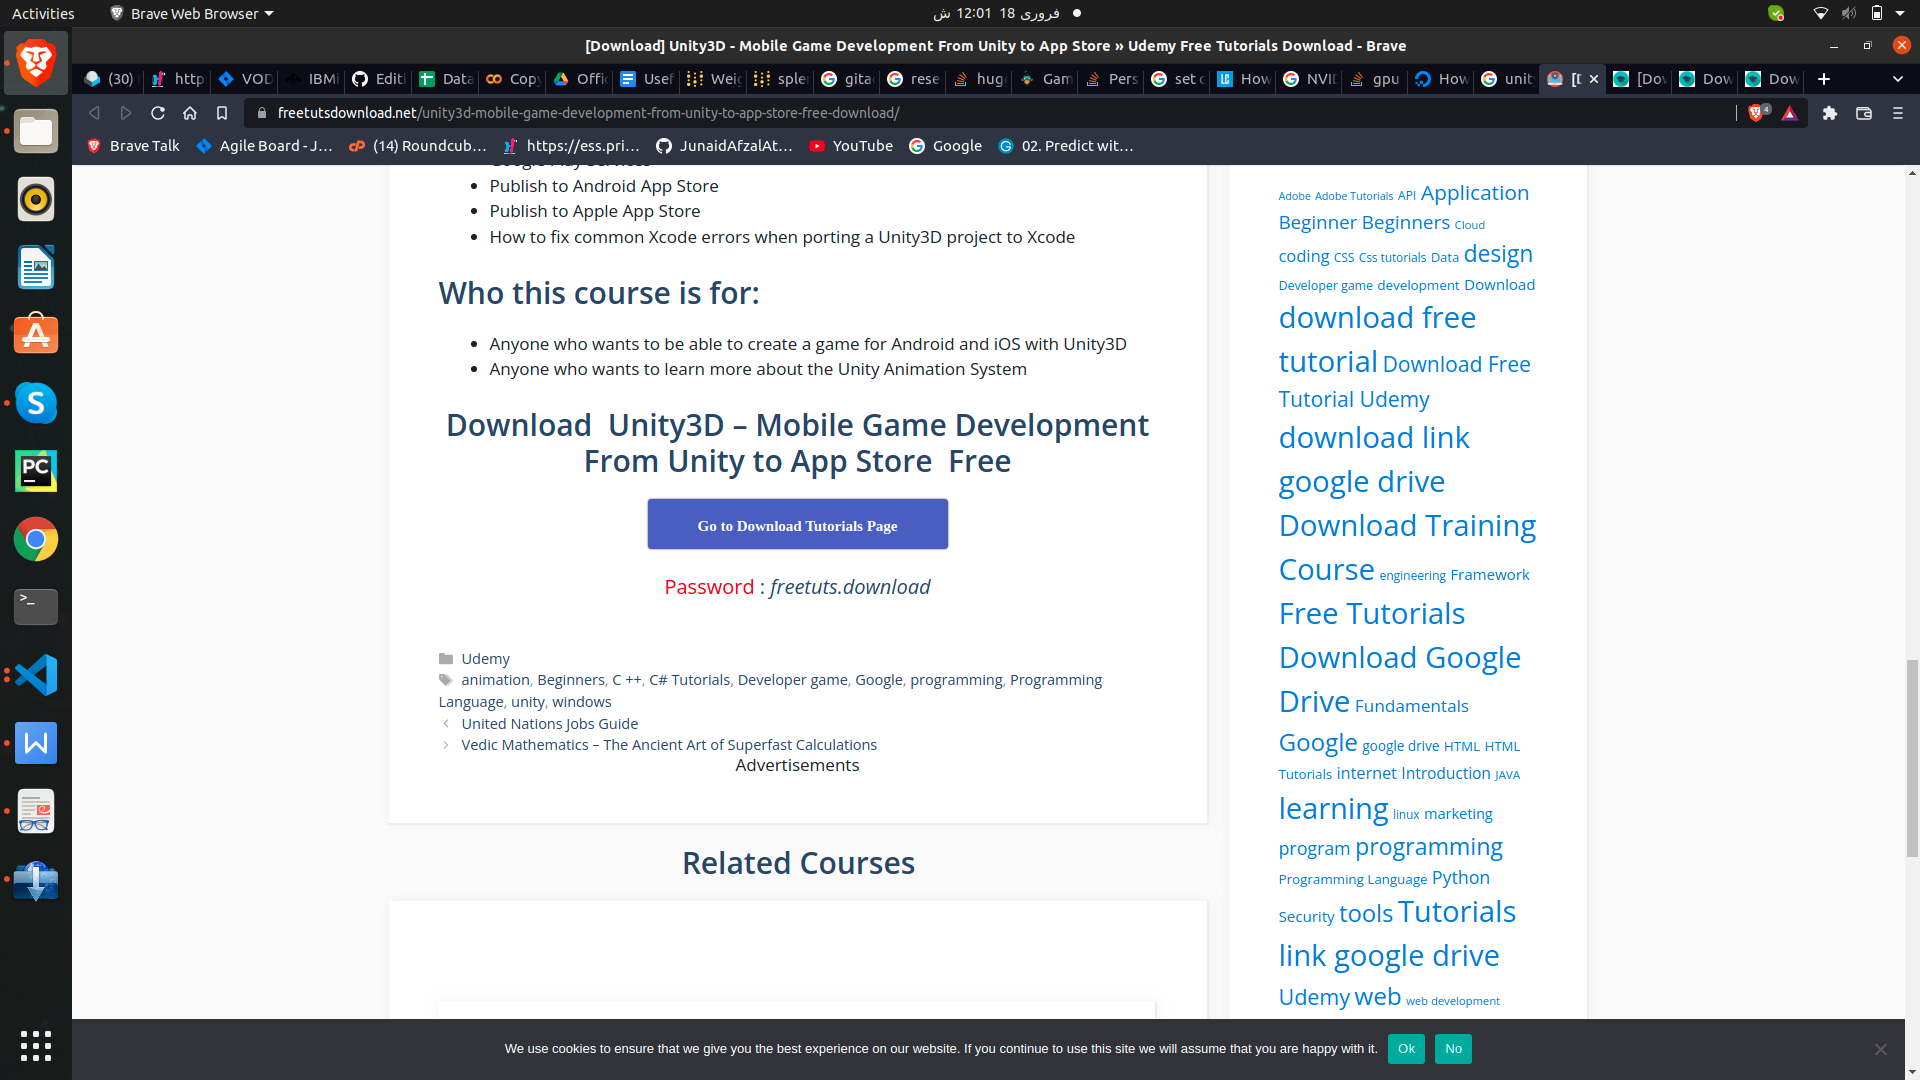 Activities
Brave Web Browser
فروری 18 12:01 ش
[Download] Unity3D - Mobile Game Development From Unity to App Store » Udemy Free Tutorials Download - Brave
(30) http VOD IBMi Editi Data Copy Offic Usef Weig spler Gam Pers set c How NVID gpu How unit [D [Dov Dow Dow
freetutsdownload.net/unity3d-mobile-game-development-from-unity-to-app-store-free-download/
4
Brave Talk
Agile Board - J...
(14) Roundcub...
https://ess.pri...
JunaidAfzalAt...
YouTube
Google
02. Predict wit...
Google Play Services
Publish to Android App Store
Publish to Apple App Store
How to fix common Xcode errors when porting a Unity3D project to Xcode
Who this course is for:
Anyone who wants to be able to create a game for Android and iOS with Unity3D
Anyone who wants to learn more about the Unity Animation System
Download Unity3D – Mobile Game Development
From Unity to App Store Free
Go to Download Tutorials Page
Password : freetuts.download
Udemy
animation, Beginners, C ++, C# Tutorials, Developer game, Google, programming, Programming
Language, unity, windows
United Nations Jobs Guide
Vedic Mathematics – The Ancient Art of Superfast Calculations
Advertisements
Related Courses
Adobe Adobe Tutorials API Application
Beginner Beginners Cloud
coding CSS Css tutorials Data design
Developer game development Download
download free
tutorial Download Free
Tutorial Udemy
download link
google drive
Download Training
Course engineering Framework
Free Tutorials
Download Google
Drive Fundamentals
Google google drive HTML HTML
Tutorials internet Introduction JAVA
learning linux marketing
program programming
Programming Language Python
Security tools Tutorials
link google drive
Udemy web web development
We use cookies to ensure that we give you the best experience on our website. If you continue to use this site we will assume that you are happy with it.
Ok
No